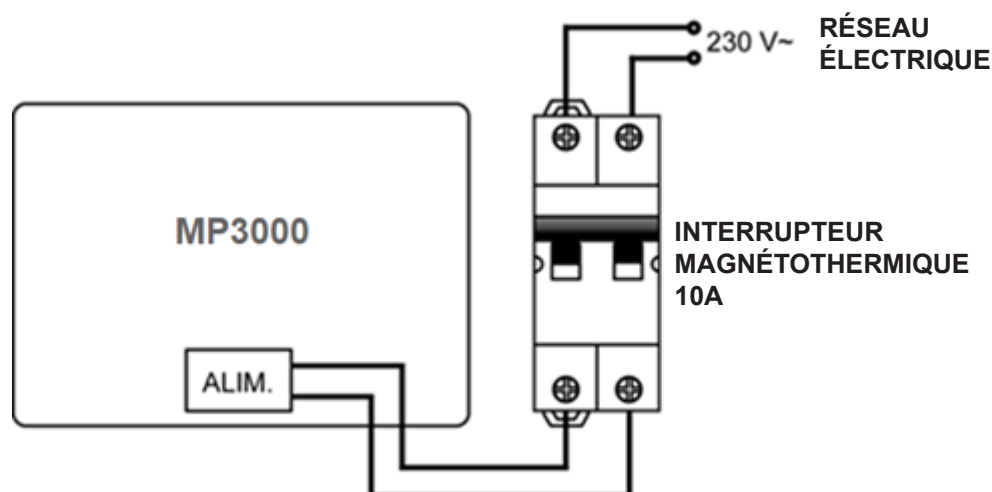 230 V~
RÉSEAU
ÉLECTRIQUE
MP3000
INTERRUPTEUR
MAGNÉTOTHERMIQUE
10A
ALIM.